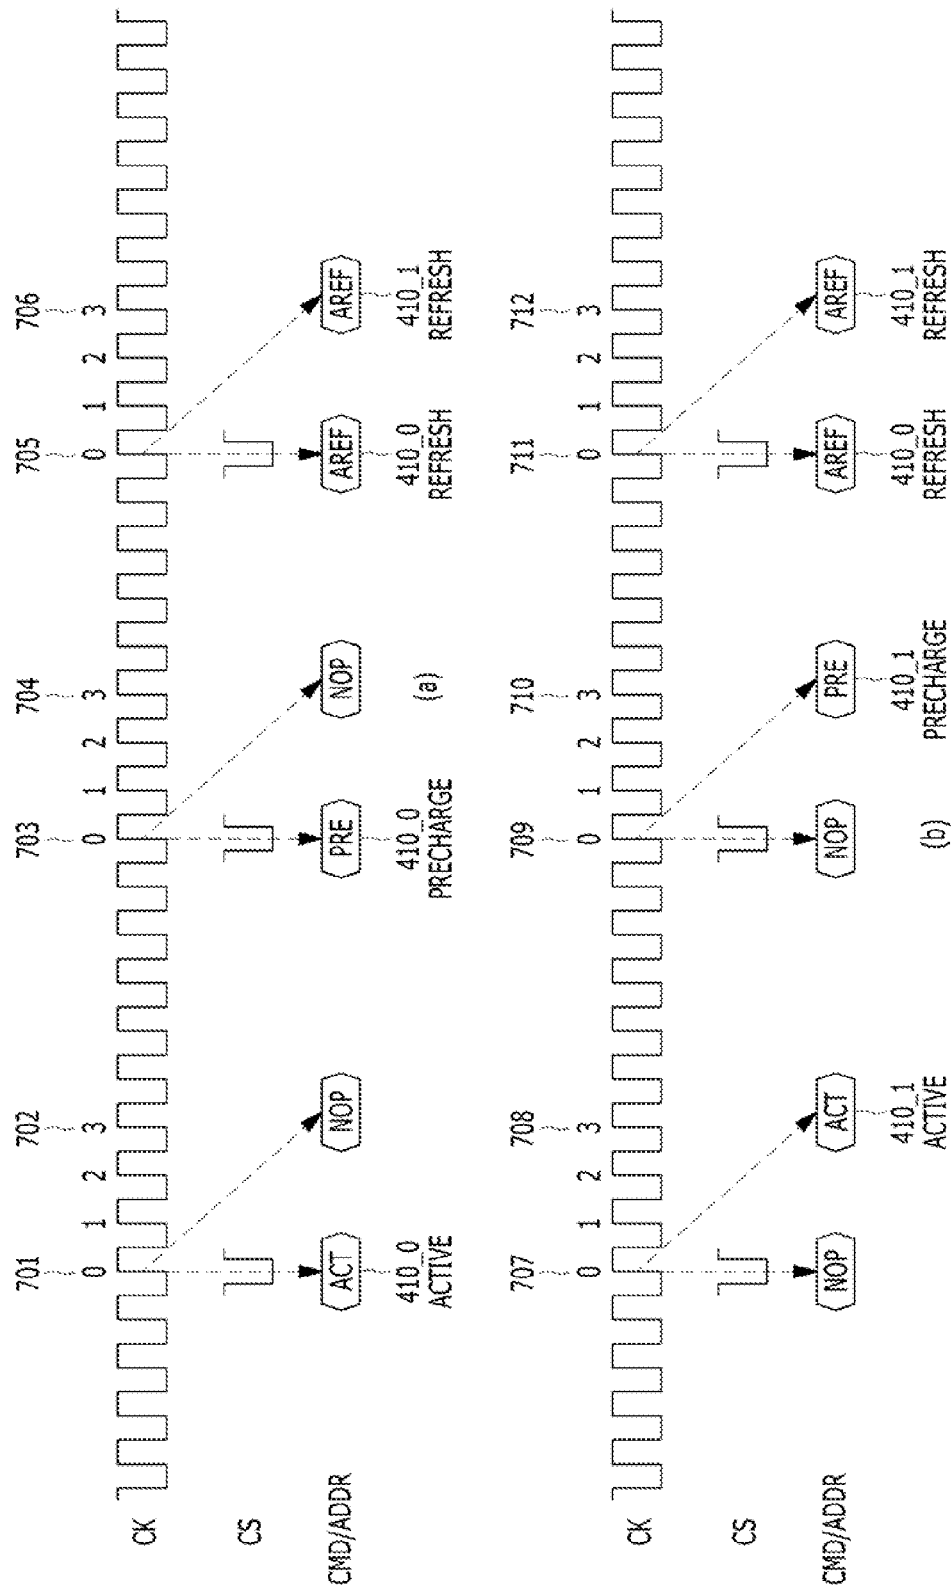 701 702 703 704 705 706
0 1 2 3 0 1 2 3 0 1 2 3
CK
CS
CMD/ADDR ACT NOP PRE NOP AREF AREF
410_0 410_0 410_0 410_1
ACTIVE PRECHARGE REFRESH REFRESH
(a)
707 708 709 710 711 712
0 1 2 3 0 1 2 3 0 1 2 3
CK
CS
CMD/ADDR NOP ACT NOP PRE AREF AREF
410_1 410_1 410_0 410_1
ACTIVE PRECHARGE REFRESH REFRESH
(b)